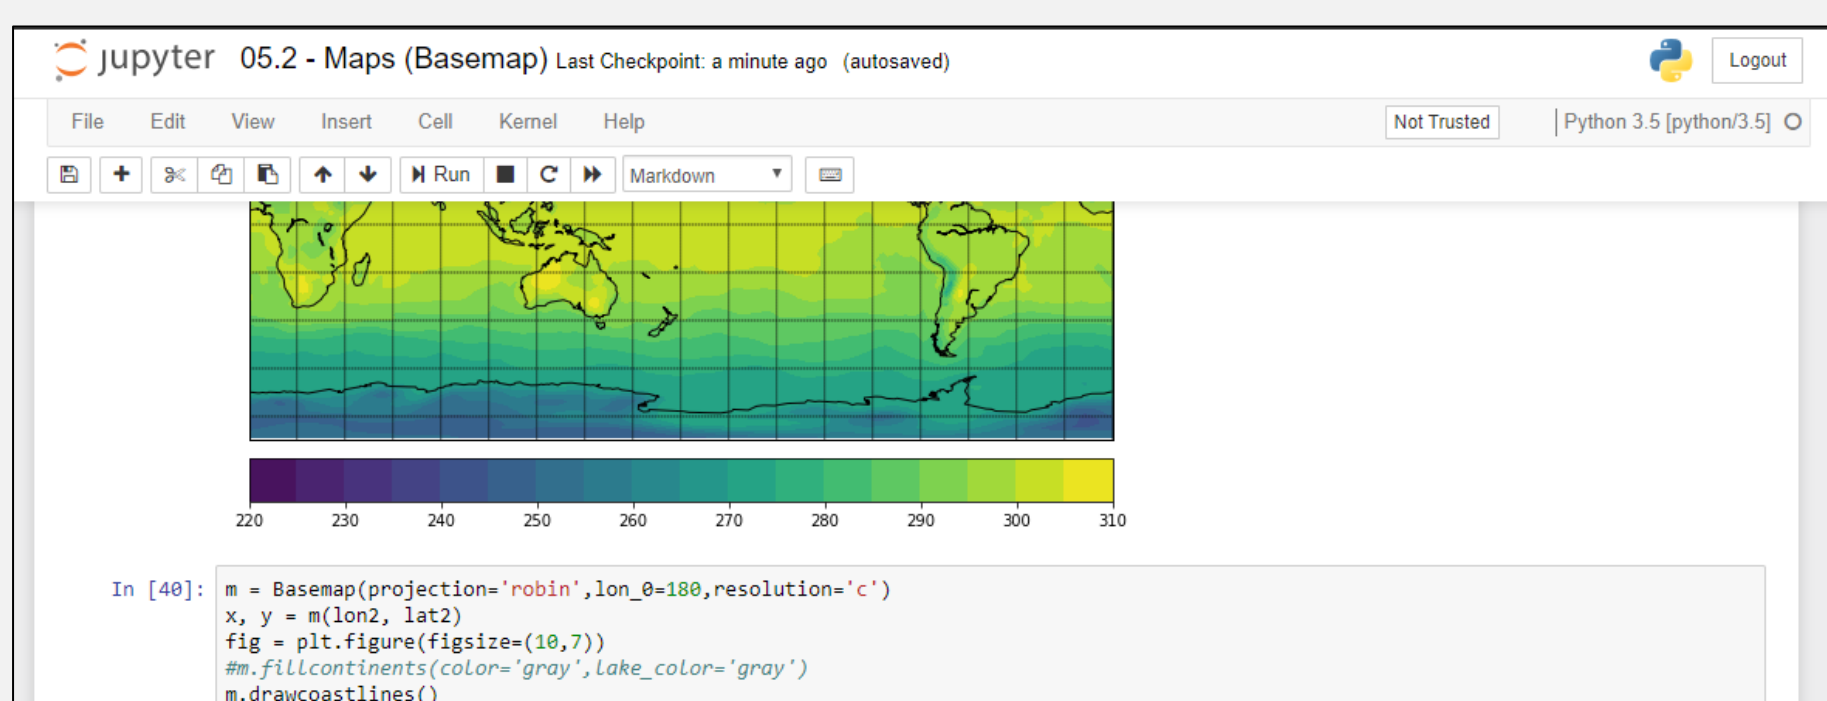 jupyter 05.2 - Maps (Basemap) Last Checkpoint: a minute ago (autosaved) Logout
File Edit View Insert Cell Kernel Help Not Trusted Python 3.5 [python/3.5]
Run Markdown
220 230 240 250 260 270 280 290 300 310
In [40]: m = Basemap(projection='robin',lon_0=180,resolution='c')
x, y = m(lon2, lat2)
fig = plt.figure(figsize=(10,7))
#m.fillcontinents(color='gray',lake_color='gray')
m.drawcoastlines()